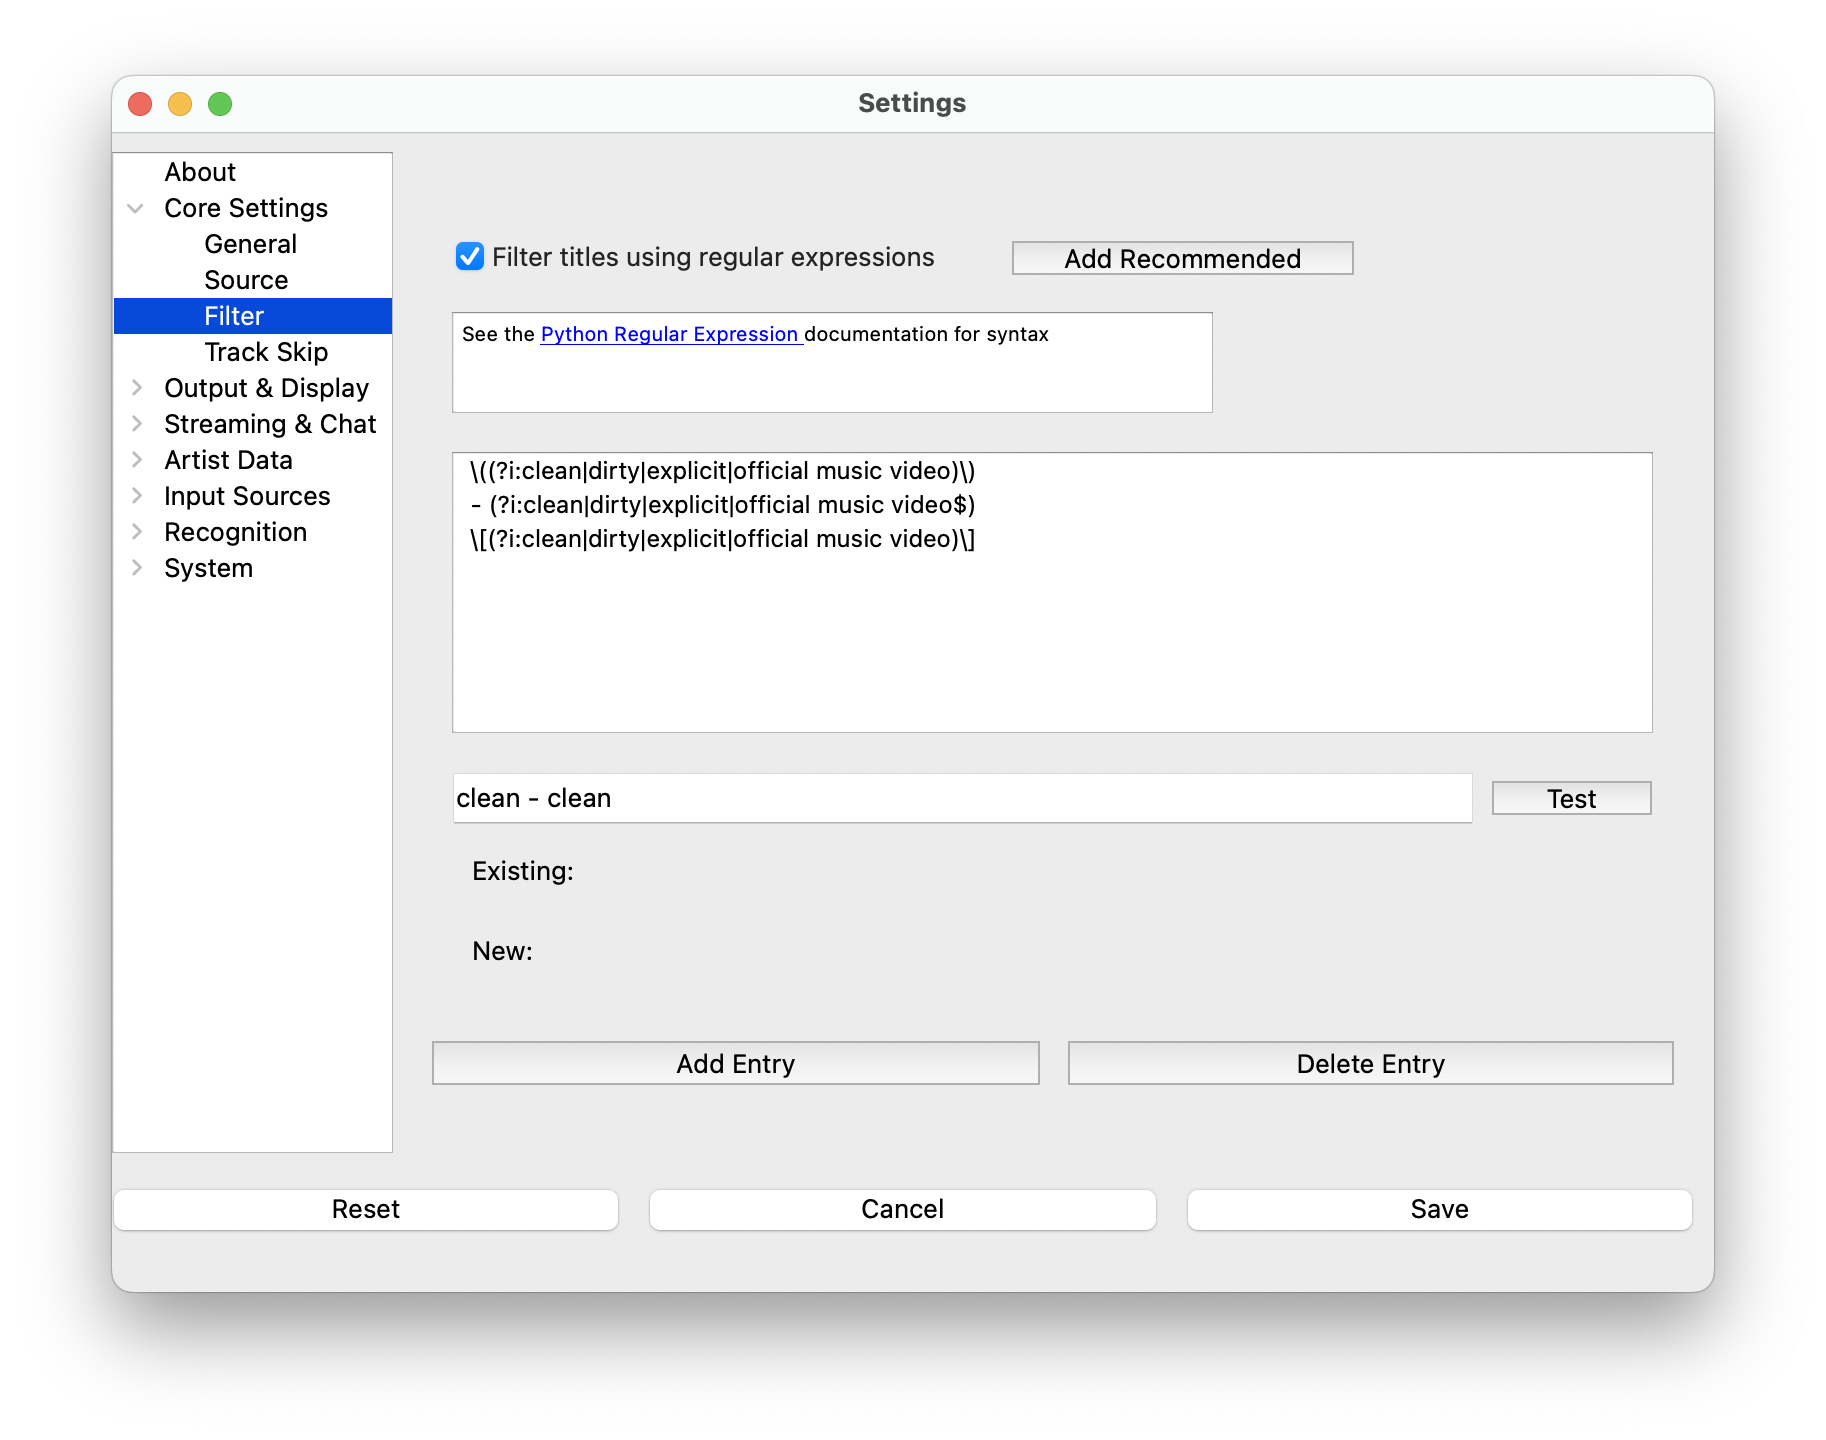 Settings
About
Core Settings
General
Source
Filter
Track Skip
Output & Display
Streaming & Chat
Artist Data
Input Sources
Recognition
System
Filter titles using regular expressions
Add Recommended
See the Python Regular Expression documentation for syntax
\((?i:clean|dirty|explicit|official music video)\)
- (?i:clean|dirty|explicit|official music video$)
\[(?i:clean|dirty|explicit|official music video)\]
clean - clean
Test
Existing:
New:
Add Entry
Delete Entry
Reset
Cancel
Save